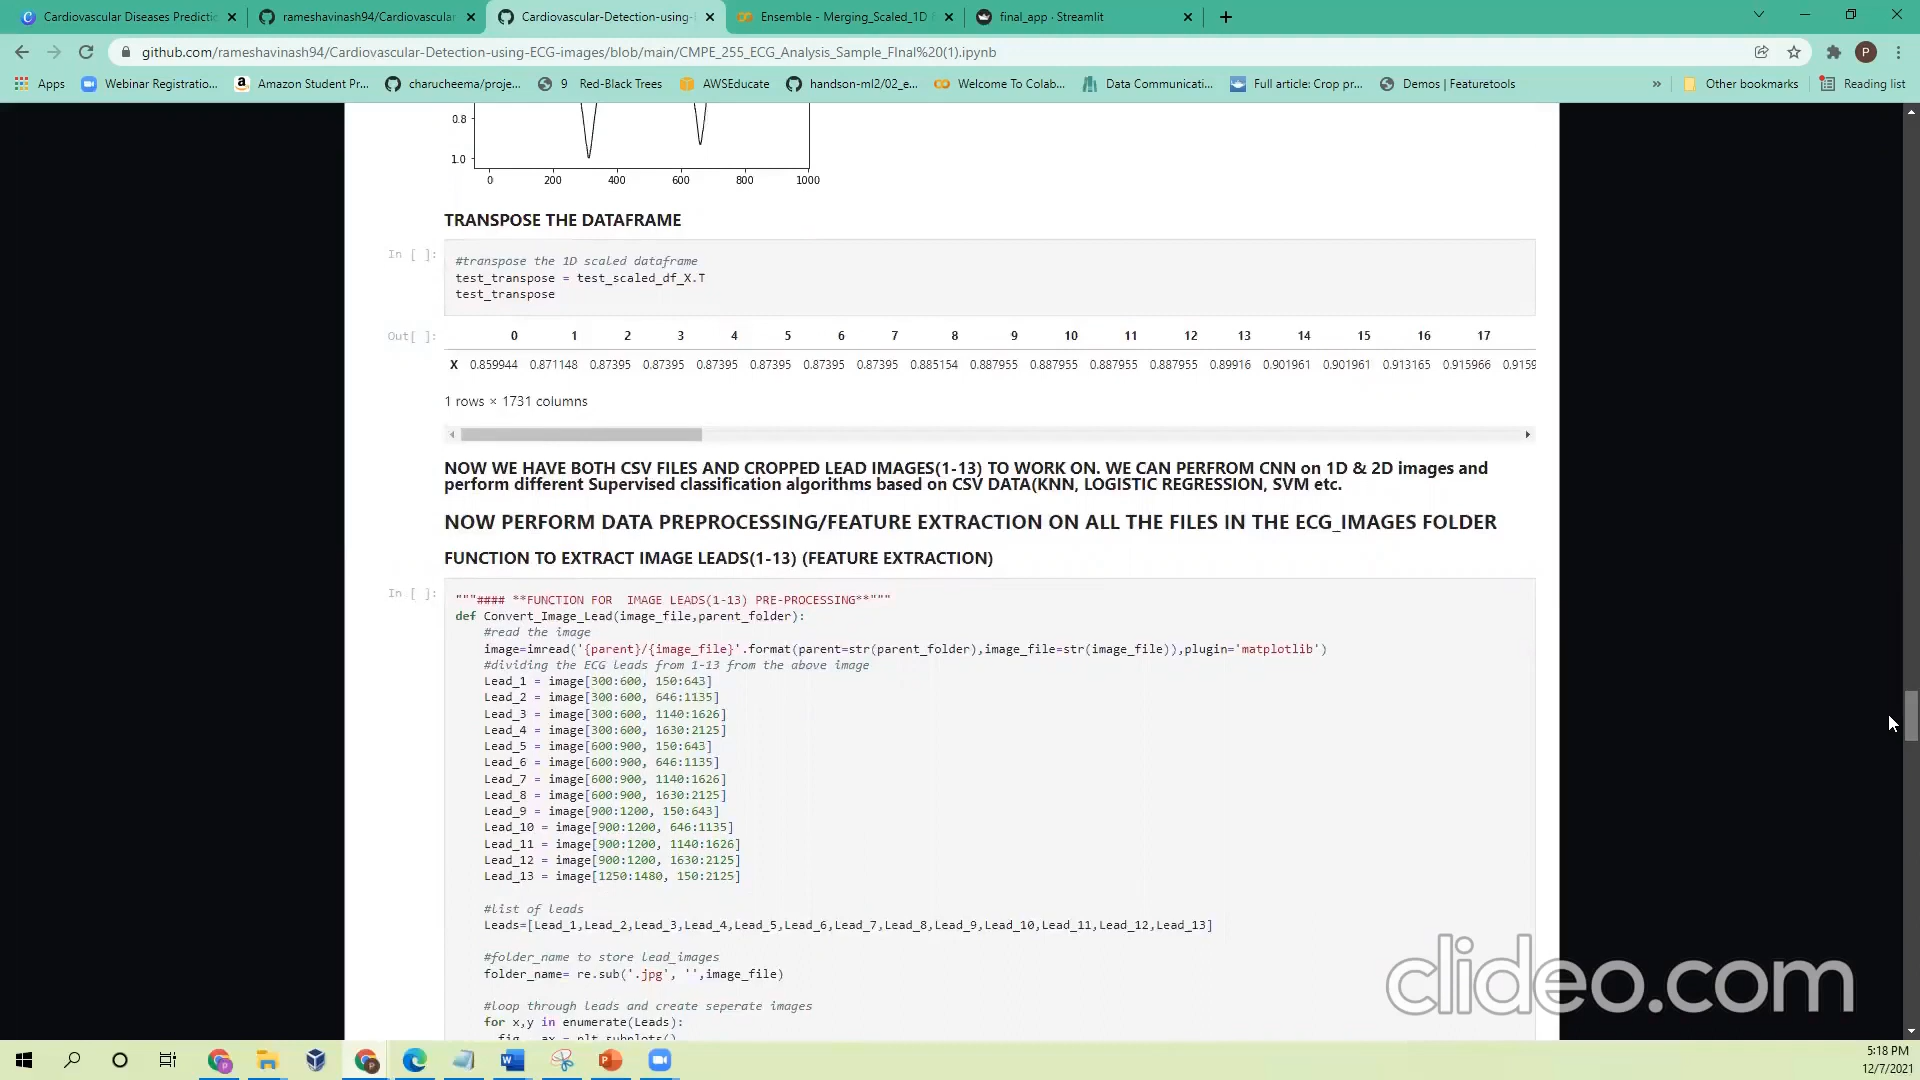 Cardiovascular Diseases Predictic
rameshavinash94/Cardiovascular
Cardiovascular-Detection-using-
Ensemble - Merging_Scaled_1D
final_app · Streamlit
github.com/rameshavinash94/Cardiovascular-Detection-using-ECG-images/blob/main/CMPE_255_ECG_Analysis_Sample_FInal%20(1).ipynb
P
Apps
Webinar Registratio...
Amazon Student Pr...
charucheema/proje...
9 Red-Black Trees
AWSEducate
handson-ml2/02_e...
Welcome To Colab...
Data Communicati...
Full article: Crop pr...
Demos | Featuretools
»
Other bookmarks
Reading list
0.8
1.0
0 200 400 600 800 1000
TRANSPOSE THE DATAFRAME
In [ ]:
#transpose the 1D scaled dataframe
test_transpose = test_scaled_df_X.T
test_transpose
Out[ ]:
0 1 2 3 4 5 6 7 8 9 10 11 12 13 14 15 16 17
X 0.859944 0.871148 0.87395 0.87395 0.87395 0.87395 0.87395 0.87395 0.885154 0.887955 0.887955 0.887955 0.887955 0.89916 0.901961 0.901961 0.913165 0.915966 0.9159
1 rows × 1731 columns
NOW WE HAVE BOTH CSV FILES AND CROPPED LEAD IMAGES(1-13) TO WORK ON. WE CAN PERFROM CNN on 1D & 2D images and
perform different Supervised classification algorithms based on CSV DATA(KNN, LOGISTIC REGRESSION, SVM etc.
NOW PERFORM DATA PREPROCESSING/FEATURE EXTRACTION ON ALL THE FILES IN THE ECG_IMAGES FOLDER
FUNCTION TO EXTRACT IMAGE LEADS(1-13) (FEATURE EXTRACTION)
In [ ]:
"""#### **FUNCTION FOR  IMAGE LEADS(1-13) PRE-PROCESSING**"""
def Convert_Image_Lead(image_file,parent_folder):
#read the image
image=imread('{parent}/{image_file}'.format(parent=str(parent_folder),image_file=str(image_file)),plugin='matplotlib')
#dividing the ECG leads from 1-13 from the above image
Lead_1 = image[300:600, 150:643]
Lead_2 = image[300:600, 646:1135]
Lead_3 = image[300:600, 1140:1626]
Lead_4 = image[300:600, 1630:2125]
Lead_5 = image[600:900, 150:643]
Lead_6 = image[600:900, 646:1135]
Lead_7 = image[600:900, 1140:1626]
Lead_8 = image[600:900, 1630:2125]
Lead_9 = image[900:1200, 150:643]
Lead_10 = image[900:1200, 646:1135]
Lead_11 = image[900:1200, 1140:1626]
Lead_12 = image[900:1200, 1630:2125]
Lead_13 = image[1250:1480, 150:2125]
#list of leads
Leads=[Lead_1,Lead_2,Lead_3,Lead_4,Lead_5,Lead_6,Lead_7,Lead_8,Lead_9,Lead_10,Lead_11,Lead_12,Lead_13]
#folder_name to store lead_images
folder_name= re.sub('.jpg', '',image_file)
#loop through leads and create seperate images
for x,y in enumerate(Leads):
fig , ax = plt.subplots()
clideo.com
5:18 PM
12/7/2021